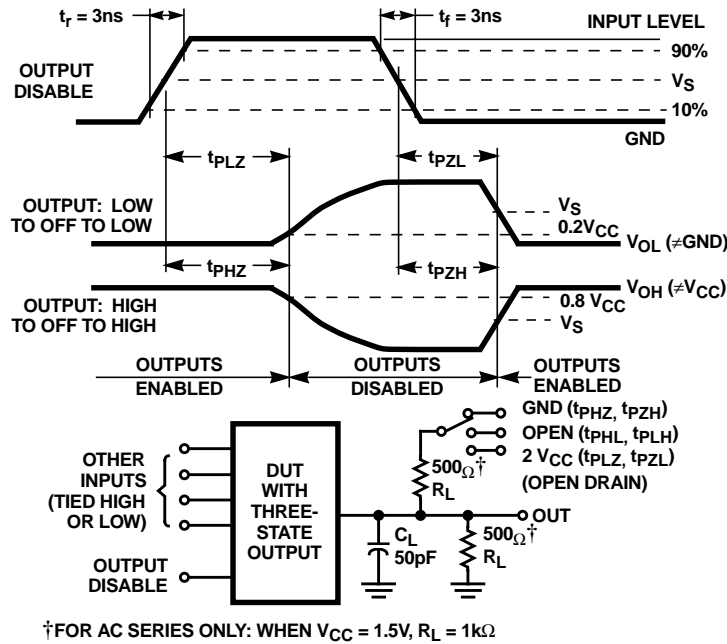 tr = 3ns
tf = 3ns
INPUT LEVEL
90%
OUTPUT
DISABLE
VS
10%
GND
tPLZ
tPZL
OUTPUT: LOW
TO OFF TO LOW
VS
0.2VCC
VOL (≠GND)
tPHZ
tPZH
OUTPUT: HIGH
TO OFF TO HIGH
VOH (≠VCC)
0.8 VCC
VS
OUTPUTS
ENABLED
OUTPUTS
DISABLED
OUTPUTS
ENABLED
GND (tPHZ, tPZH)
OPEN (tPHL, tPLH)
2 VCC (tPLZ, tPZL)
(OPEN DRAIN)
OTHER
INPUTS
(TIED HIGH
OR LOW)
OUTPUT
DISABLE
DUT
WITH
THREE-
STATE
OUTPUT
500Ω†
RL
CL
50pF
500Ω†
RL
OUT
†FOR AC SERIES ONLY: WHEN VCC = 1.5V, RL = 1kΩ